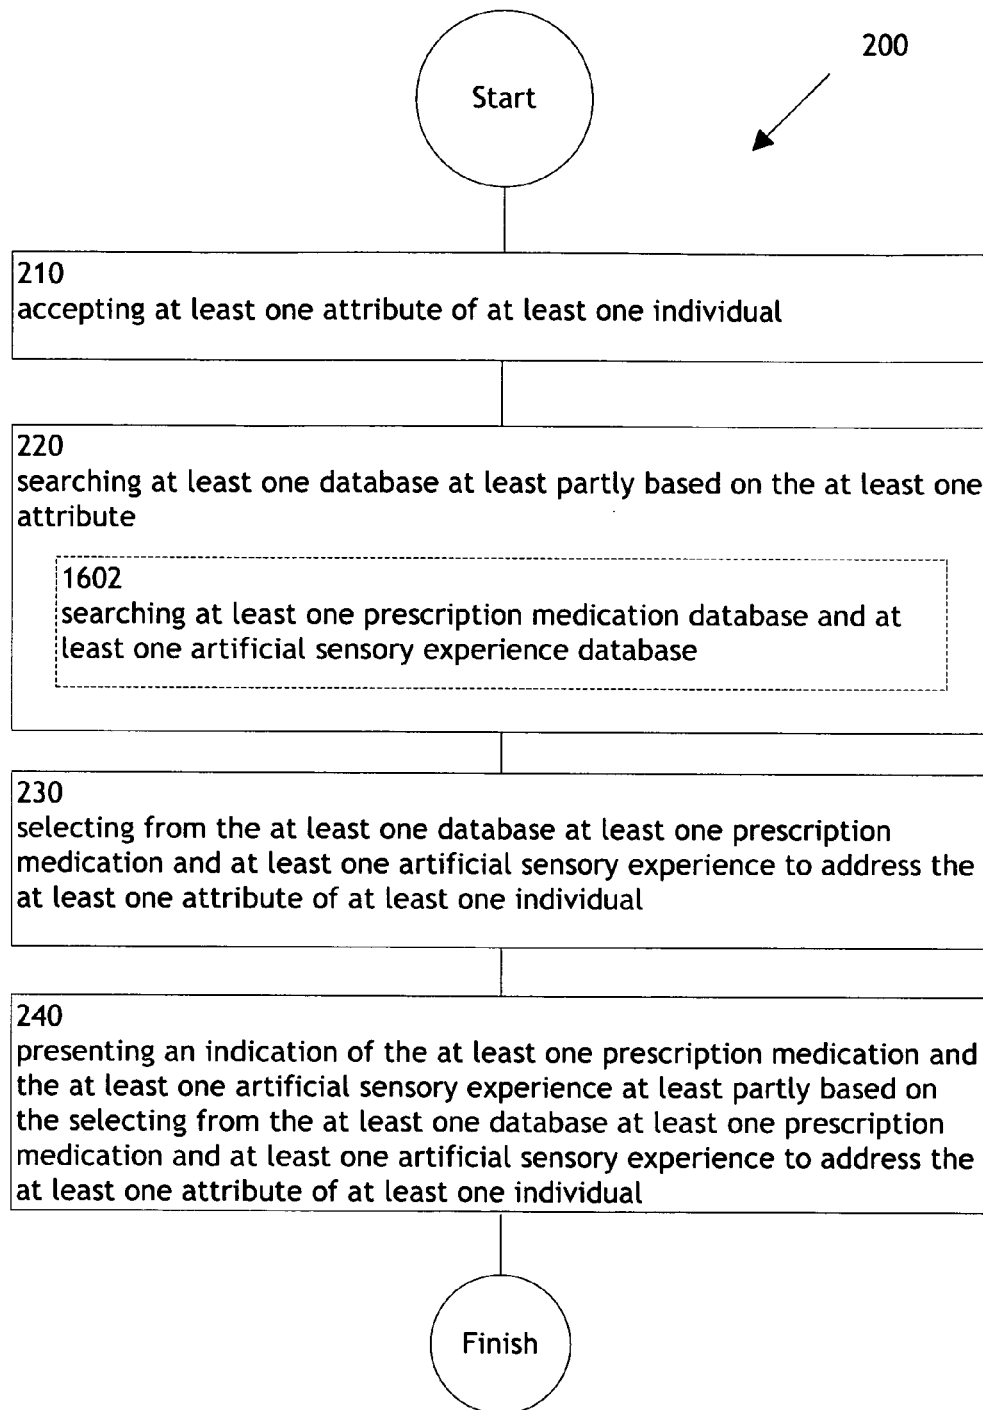 200
Start
210
accepting at least one attribute of at least one individual
220
searching at least one database at least partly based on the at least one
attribute
1602
searching at least one prescription medication database and at
least one artificial sensory experience database
230
selecting from the at least one database at least one prescription
medication and at least one artificial sensory experience to address the
at least one attribute of at least one individual
240
presenting an indication of the at least one prescription medication and
the at least one artificial sensory experience at least partly based on
the selecting from the at least one database at least one prescription
medication and at least one artificial sensory experience to address the
at least one attribute of at least one individual
Finish